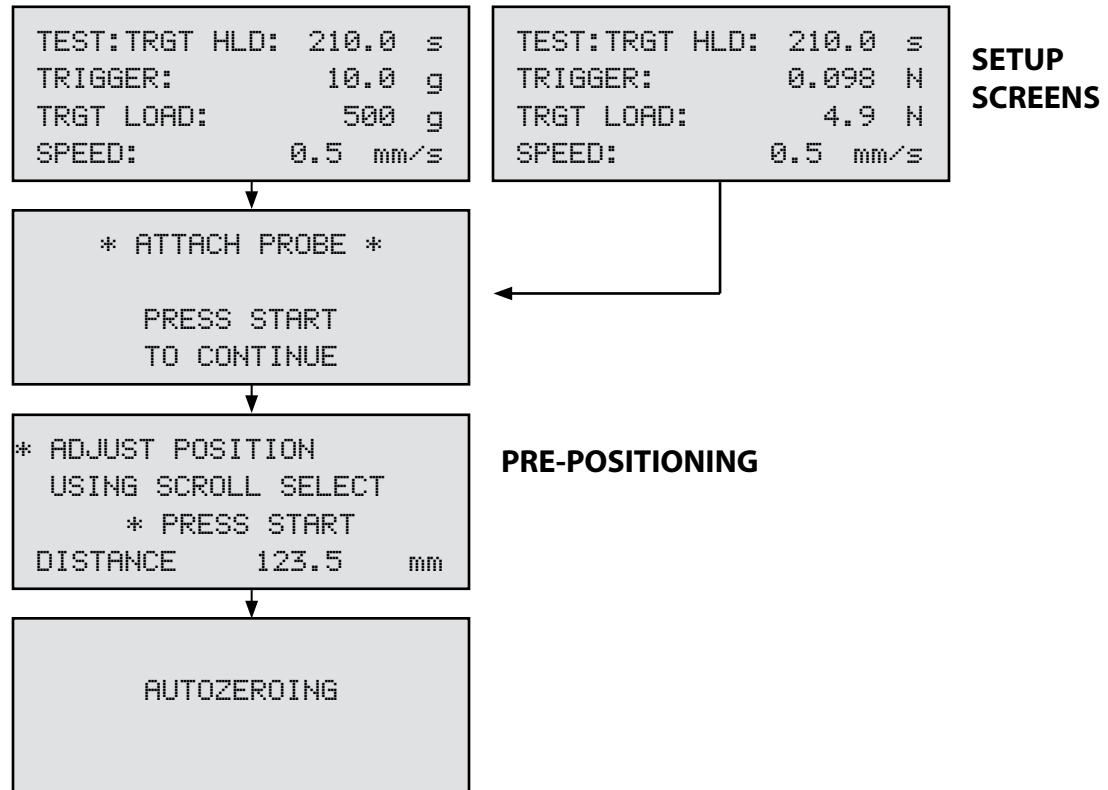 TEST:TRGT HLD: 210.0 s
TRIGGER: 10.0 g
TRGT LOAD: 500 g
SPEED: 0.5 mm/s
TEST:TRGT HLD: 210.0 s
TRIGGER: 0.098 N
TRGT LOAD: 4.9 N
SPEED: 0.5 mm/s
SETUP
SCREENS
* ATTACH PROBE *
PRESS START
TO CONTINUE
* ADJUST POSITION
USING SCROLL SELECT
* PRESS START
DISTANCE 123.5 mm
PRE-POSITIONING
AUTOZEROING